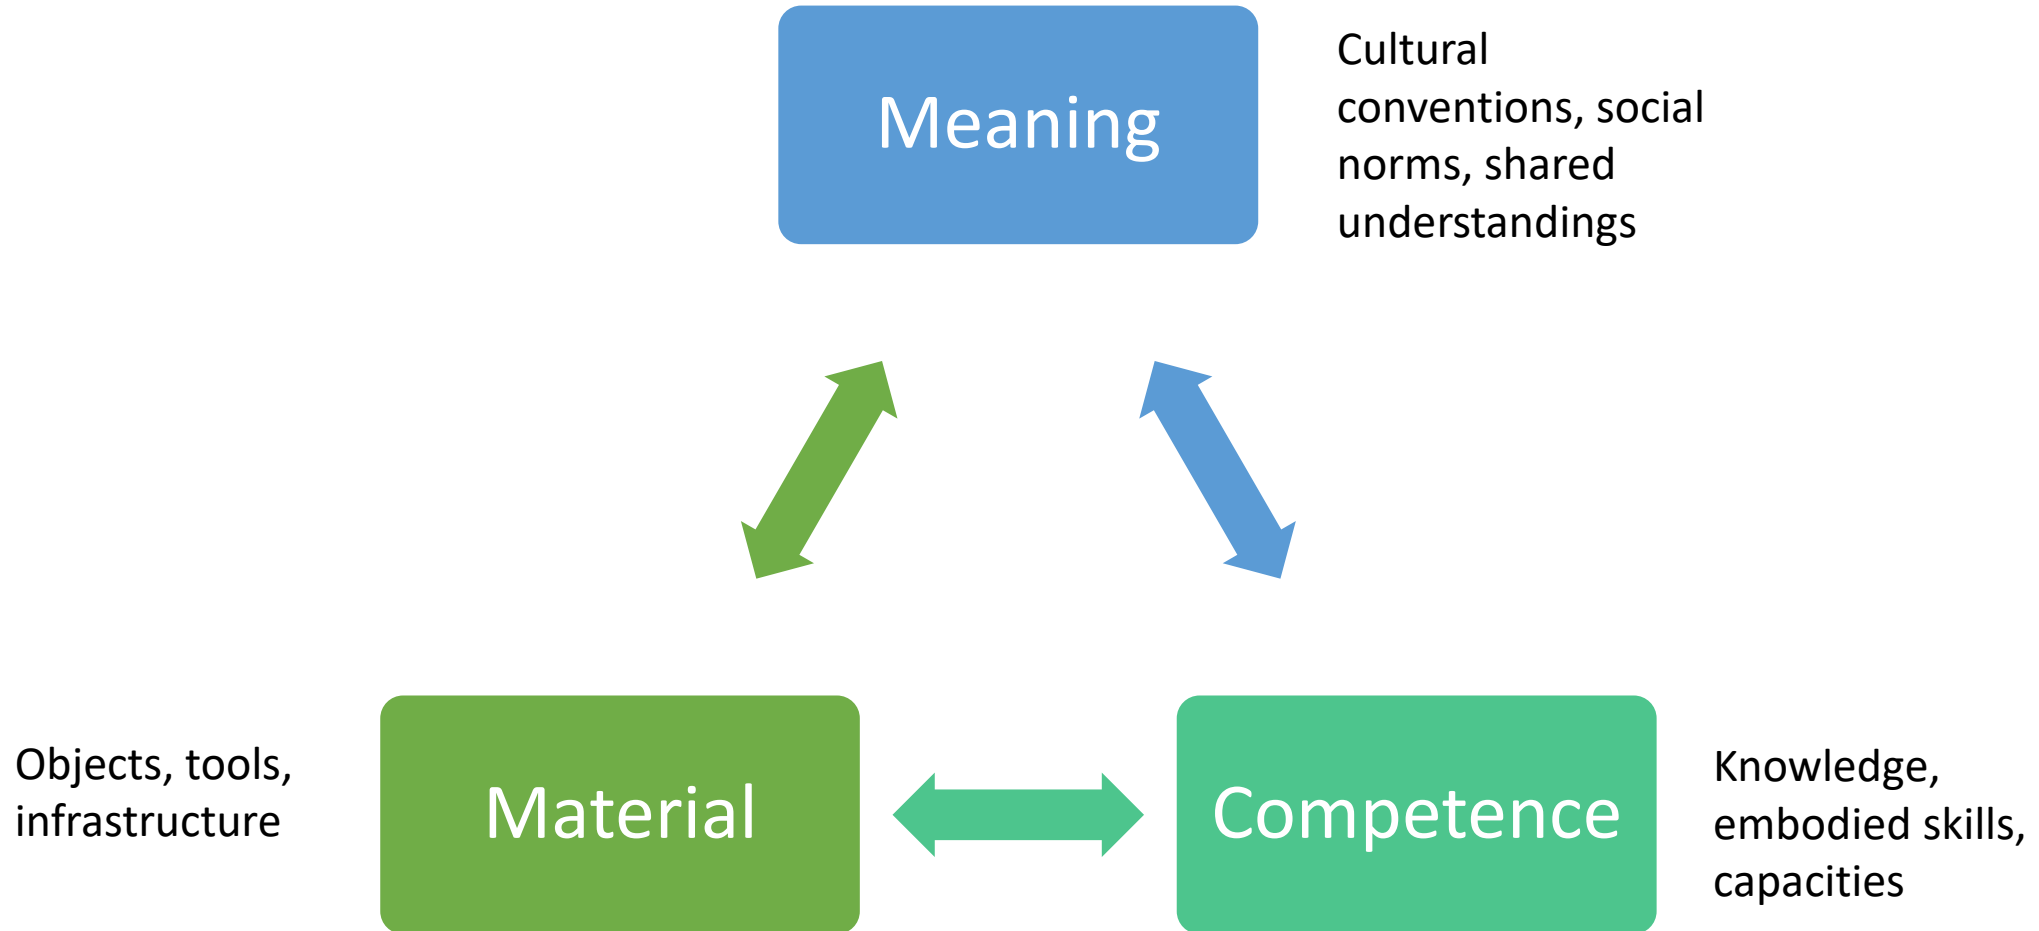 Meaning
Cultural
conventions, social
norms, shared
understandings
Objects, tools,
infrastructure
Material
Competence
Knowledge,
embodied skills,
capacities